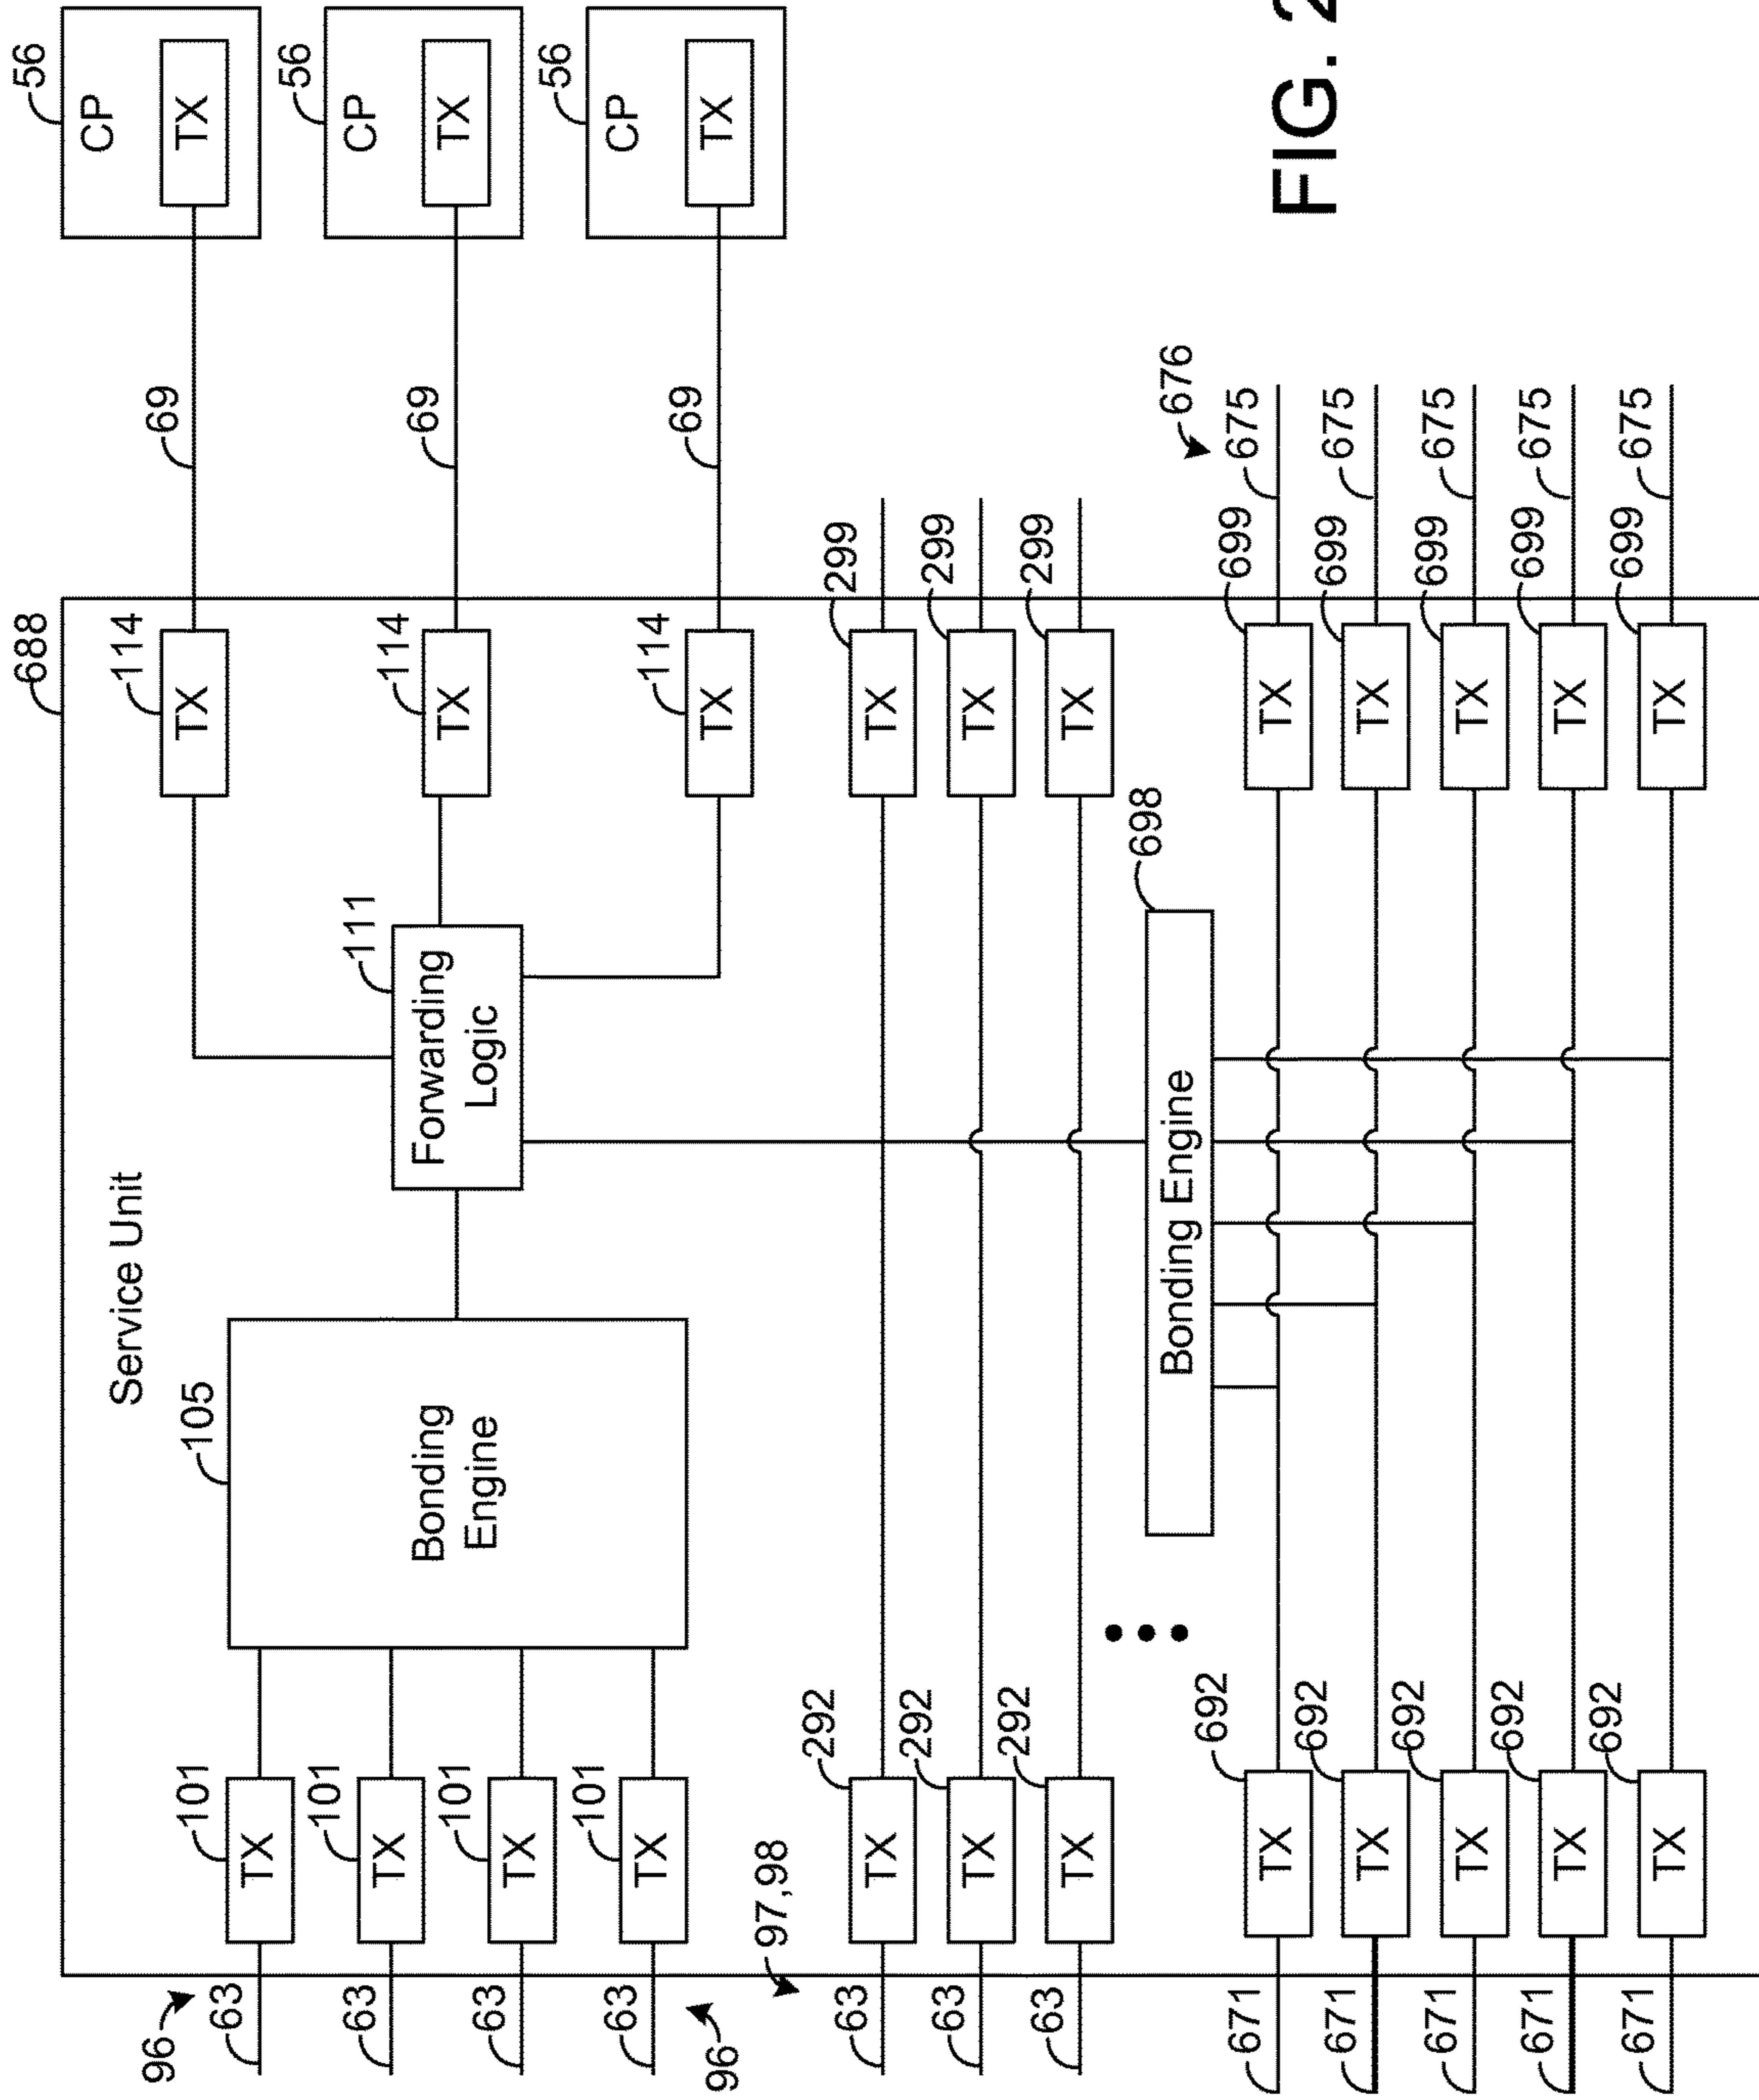 688
56
CP
Service Unit
114
96
69
TX
TX
101
105
63
TX
56
101
63
111
CP
114
TX
TX
69
Bonding
Engine
Forwarding
Logic
101
63
TX
56
101
63
CP
TX
114
69
TX
TX
96
97,98
292
299
63
TX
TX
292
299
63
TX
TX
292
299
63
TX
TX
698
Bonding Engine
676
692
699
671
675
TX
TX
692
699
671
675
TX
TX
692
699
671
675
TX
TX
692
699
671
675
TX
TX
692
699
671
675
TX
TX
FIG. 2